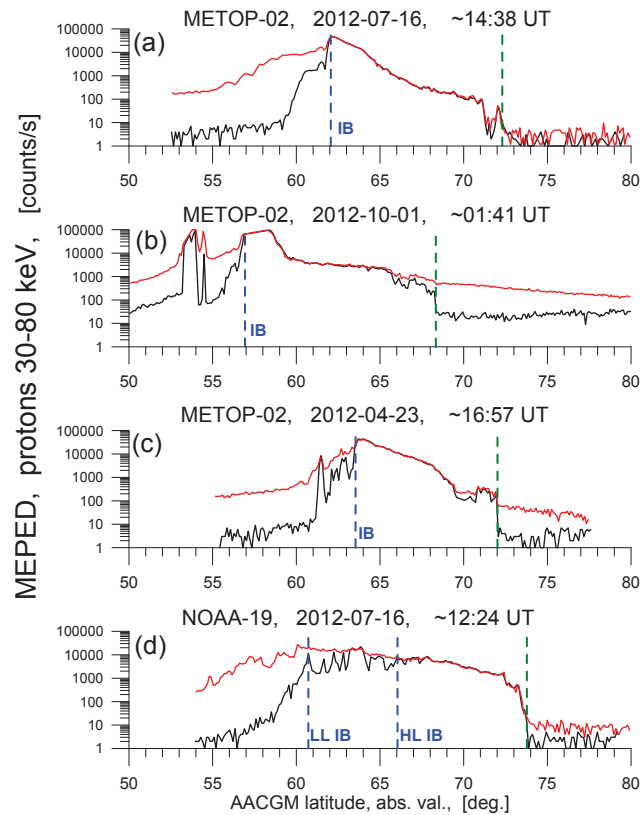 METOP-02, 2012-07-16, ~14:38 UT
(a)
100000
10000
1000
100
10
1
IB
50 55 60 65 70 75 80
METOP-02, 2012-10-01, ~01:41 UT
(b)
100000
10000
1000
100
10
1
IB
50 55 60 65 70 75 80
METOP-02, 2012-04-23, ~16:57 UT
(c)
100000
10000
1000
100
10
1
IB
50 55 60 65 70 75 80
NOAA-19, 2012-07-16, ~12:24 UT
(d)
100000
10000
1000
100
10
1
LL IB HL IB
50 55 60 65 70 75 80
AACGM latitude, abs. val., [deg.]
MEPED, protons 30-80 keV, [counts/s]